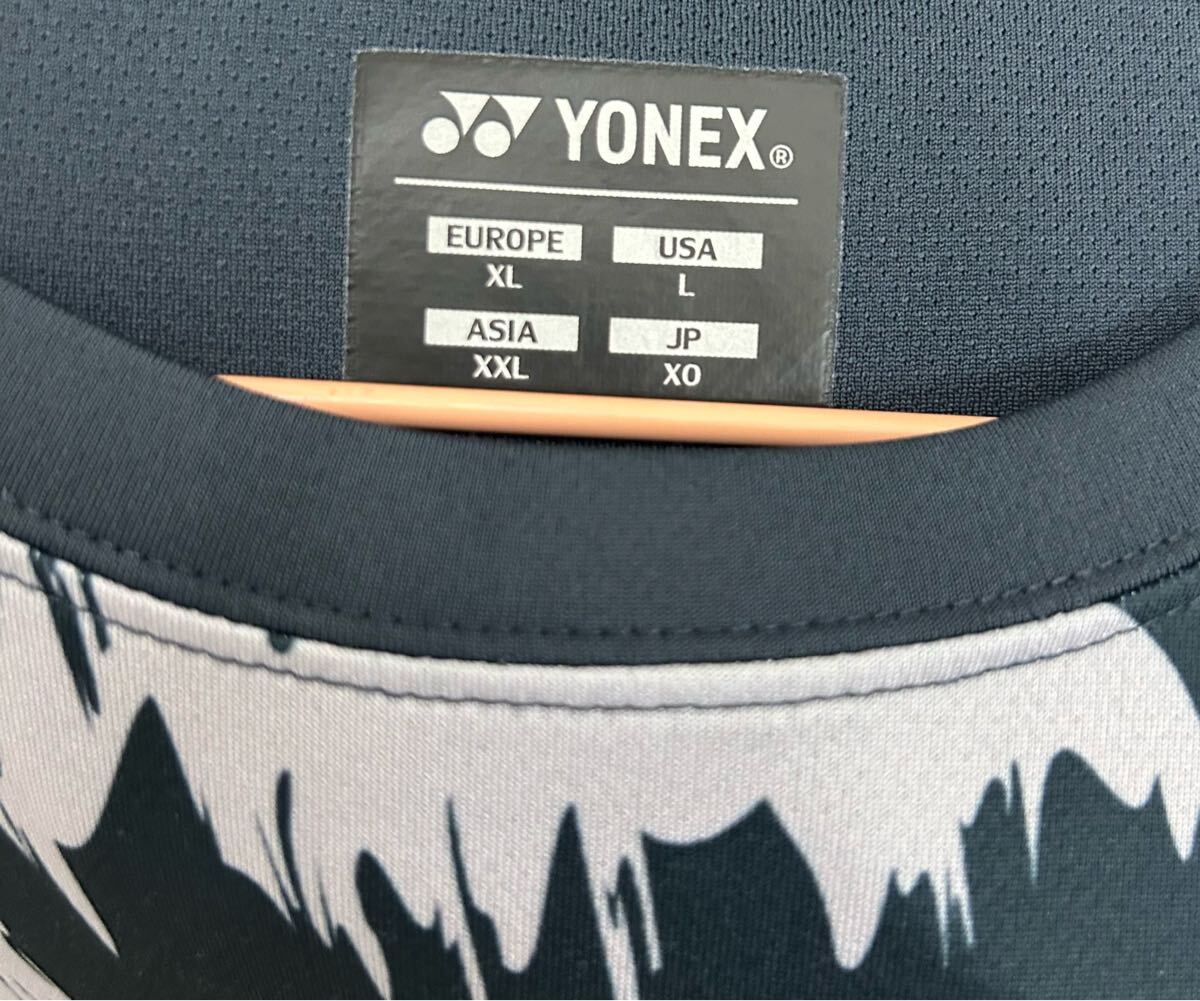 YONEX®
EUROPE USA
XL L
ASIA JP
XXL XO